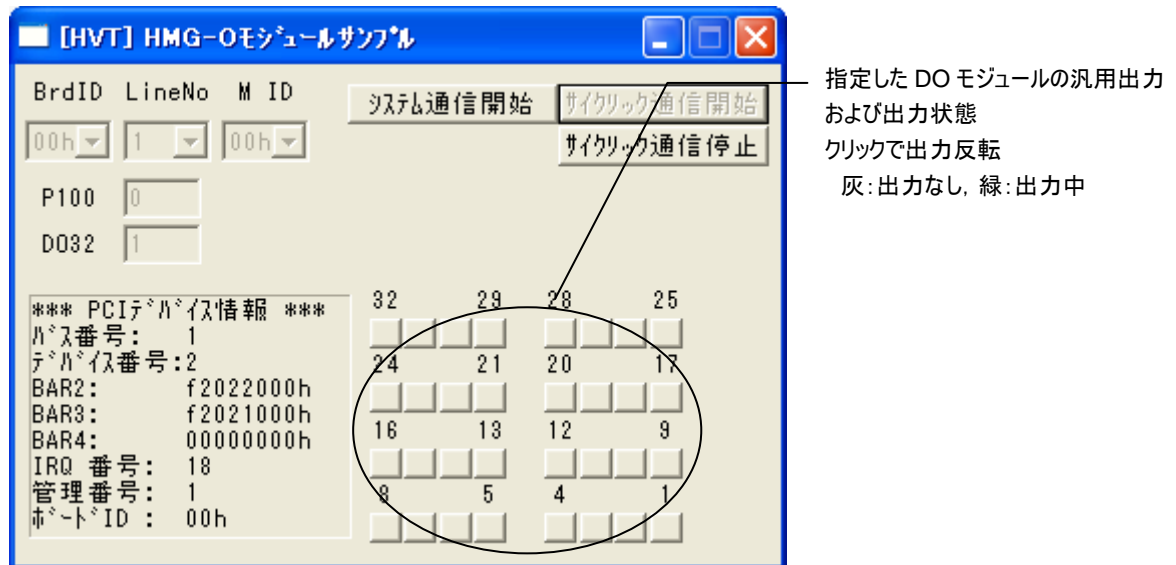 [HVT] HMG-Oﾓｼﾞｭｰﾙｻﾝﾌﾟﾙ
BrdID LineNo M ID
ｼｽﾃﾑ通信開始 ｻｲｸﾘｯｸ通信開始
00h 1 00h
ｻｲｸﾘｯｸ通信停止
P100 0
DO32 1
*** PCIﾃﾞﾊﾞｲｽ情報 ***
ﾊﾞｽ番号: 1
ﾃﾞﾊﾞｲｽ番号:2
BAR2: f2022000h
BAR3: f2021000h
BAR4: 00000000h
IRQ 番号: 18
管理番号: 1
ﾎﾞｰﾄﾞID : 00h
32 29 28 25
24 21 20 17
16 13 12 9
8 5 4 1
指定した DO モジュールの汎用出力
および出力状態
クリックで出力反転
灰：出力なし，緑：出力中